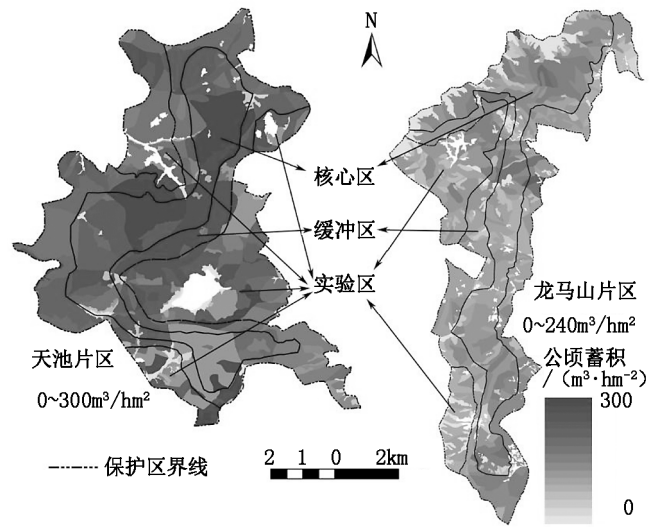 N
核心区
缓冲区
实验区
龙马山片区
0~240m³/hm²
天池片区
0~300m³/hm²
公顷蓄积
/（m³·hm⁻²）
300
0
保护区界线
2 1 0 2km